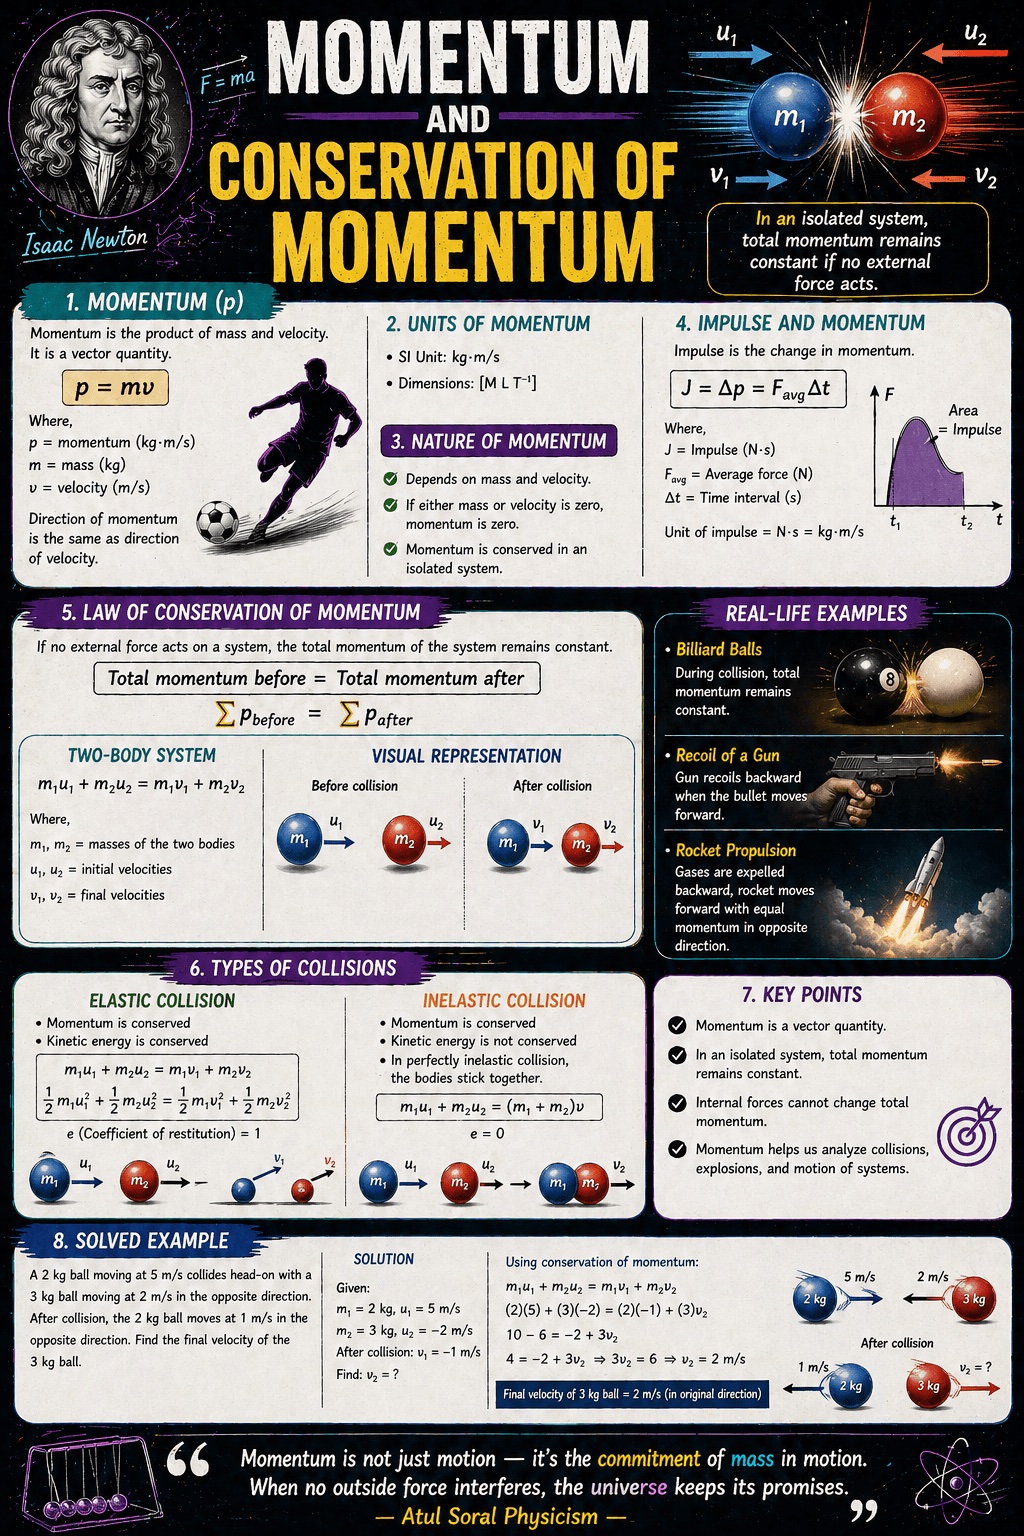 MOMENTUM
AND
CONSERVATION OF
MOMENTUM
F = ma
Isaac Newton
u₁
u₂
m₁
m₂
v₁
v₂
In an isolated system,
total momentum remains
constant if no external
force acts.
1. MOMENTUM (p)
Momentum is the product of mass and velocity.
It is a vector quantity.
p = mv
Where,
p = momentum (kg·m/s)
m = mass (kg)
v = velocity (m/s)
Direction of momentum
is the same as direction
of velocity.
2. UNITS OF MOMENTUM
• SI Unit: kg·m/s
• Dimensions: [M L T⁻¹]
3. NATURE OF MOMENTUM
Depends on mass and velocity.
If either mass or velocity is zero,
momentum is zero.
Momentum is conserved in an
isolated system.
4. IMPULSE AND MOMENTUM
Impulse is the change in momentum.
J = Δp = F_avg Δt
Where,
J = Impulse (N·s)
F_avg = Average force (N)
Δt = Time interval (s)
Unit of impulse = N·s = kg·m/s
F
Area
= Impulse
t₁
t₂
t
5. LAW OF CONSERVATION OF MOMENTUM
If no external force acts on a system, the total momentum of the system remains constant.
Total momentum before = Total momentum after
∑p_before = ∑p_after
TWO-BODY SYSTEM
m₁u₁ + m₂u₂ = m₁v₁ + m₂v₂
Where,
m₁, m₂ = masses of the two bodies
u₁, u₂ = initial velocities
v₁, v₂ = final velocities
VISUAL REPRESENTATION
Before collision
After collision
m₁
u₁
m₂
u₂
m₁
v₁
m₂
v₂
REAL-LIFE EXAMPLES
• Billiard Balls
During collision, total
momentum remains
constant.
8
• Recoil of a Gun
Gun recoils backward
when the bullet moves
forward.
• Rocket Propulsion
Gases are expelled
backward, rocket moves
forward with equal
momentum in opposite
direction.
6. TYPES OF COLLISIONS
ELASTIC COLLISION
• Momentum is conserved
• Kinetic energy is conserved
m₁u₁ + m₂u₂ = m₁v₁ + m₂v₂
½ m₁u₁² + ½ m₂u₂² = ½ m₁v₁² + ½ m₂v₂²
e (Coefficient of restitution) = 1
m₁
u₁
m₂
u₂
v₁
v₂
INELASTIC COLLISION
• Momentum is conserved
• Kinetic energy is not conserved
• In perfectly inelastic collision,
the bodies stick together.
m₁u₁ + m₂u₂ = (m₁ + m₂)v
e = 0
m₁
u₁
m₂
u₂
m₁
m₂
v₂
7. KEY POINTS
Momentum is a vector quantity.
In an isolated system, total momentum
remains constant.
Internal forces cannot change total
momentum.
Momentum helps us analyze collisions,
explosions, and motion of systems.
8. SOLVED EXAMPLE
A 2 kg ball moving at 5 m/s collides head-on with a
3 kg ball moving at 2 m/s in the opposite direction.
After collision, the 2 kg ball moves at 1 m/s in the
opposite direction. Find the final velocity of the
3 kg ball.
SOLUTION
Given:
m₁ = 2 kg, u₁ = 5 m/s
m₂ = 3 kg, u₂ = −2 m/s
After collision: v₁ = −1 m/s
Find: v₂ = ?
Using conservation of momentum:
m₁u₁ + m₂u₂ = m₁v₁ + m₂v₂
(2)(5) + (3)(−2) = (2)(−1) + (3)v₂
10 − 6 = −2 + 3v₂
4 = −2 + 3v₂ ⇒ 3v₂ = 6 ⇒ v₂ = 2 m/s
Final velocity of 3 kg ball = 2 m/s (in original direction)
2 kg
5 m/s
2 m/s
3 kg
After collision
1 m/s
2 kg
3 kg
v₂ = ?
“Momentum is not just motion — it’s the commitment of mass in motion.
When no outside force interferes, the universe keeps its promises.”
— Atul Soral Physicism —